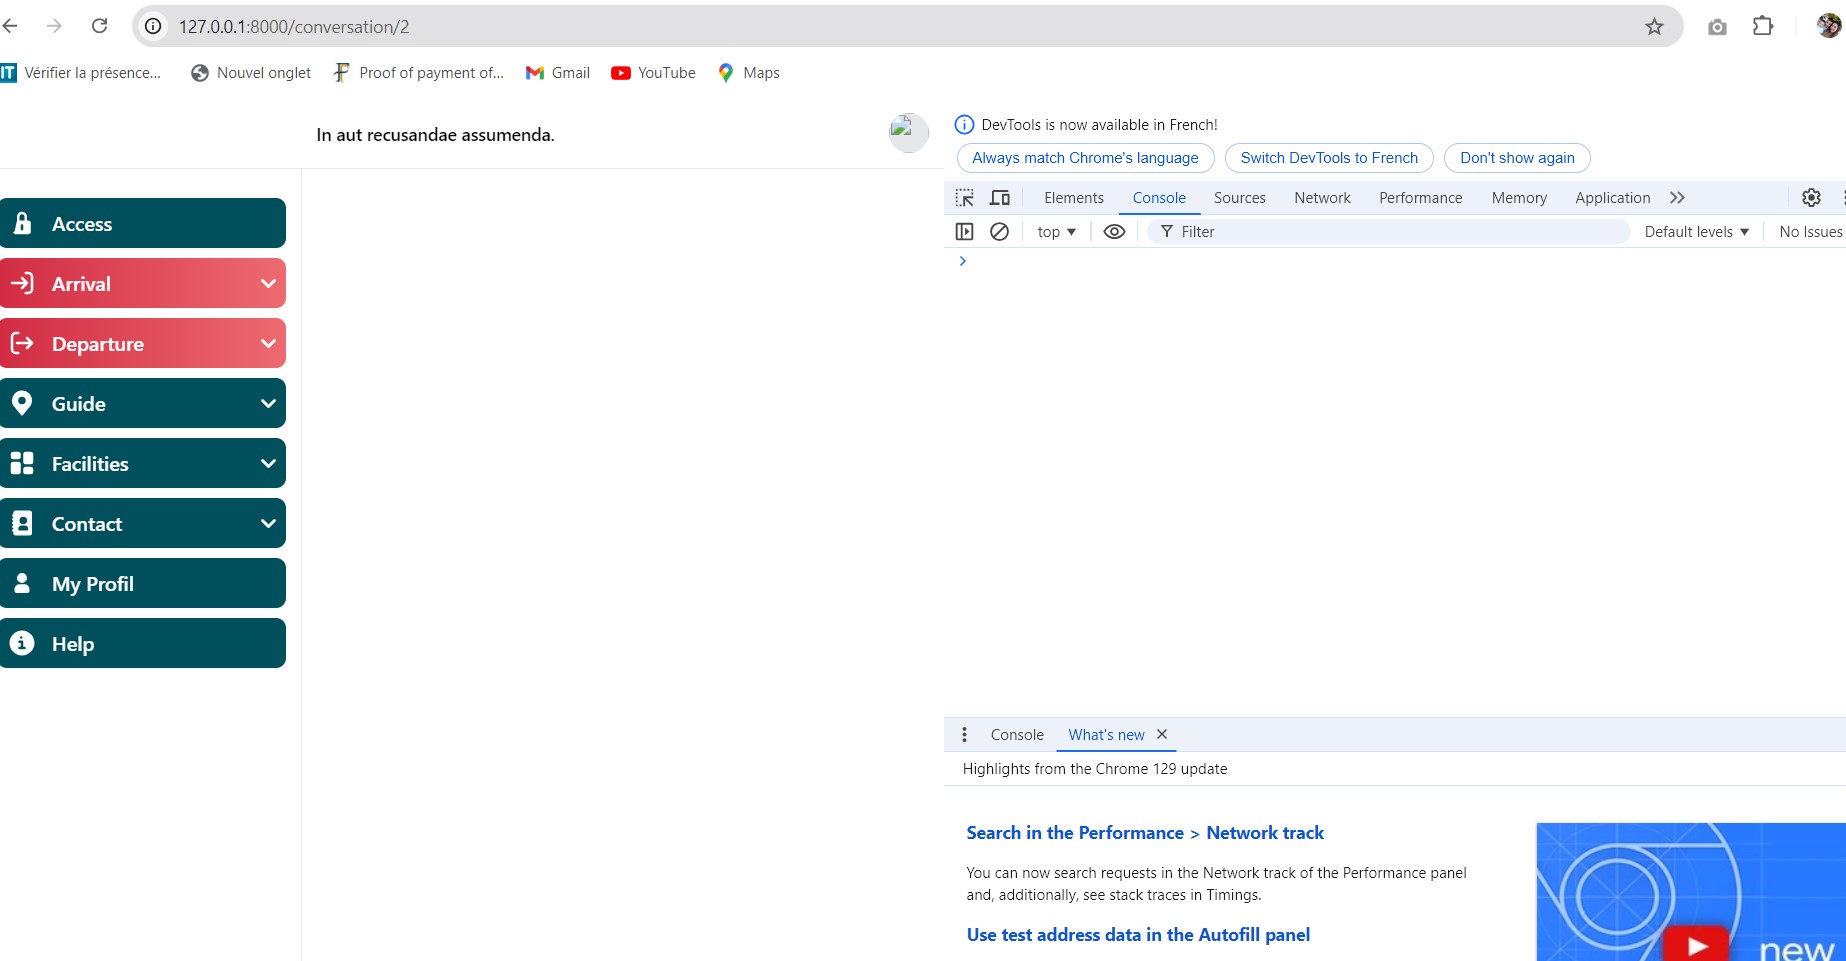 127.0.0.1:8000/conversation/2
IT Vérifier la présence... Nouvel onglet Proof of payment of... Gmail YouTube Maps
In aut recusandae assumenda.
Access
Arrival
Departure
Guide
Facilities
Contact
My Profil
Help
DevTools is now available in French!
Always match Chrome's language Switch DevTools to French Don't show again
Elements Console Sources Network Performance Memory Application
top Filter Default levels No Issues
Console What's new
Highlights from the Chrome 129 update
Search in the Performance > Network track
You can now search requests in the Network track of the Performance panel
and, additionally, see stack traces in Timings.
Use test address data in the Autofill panel
new